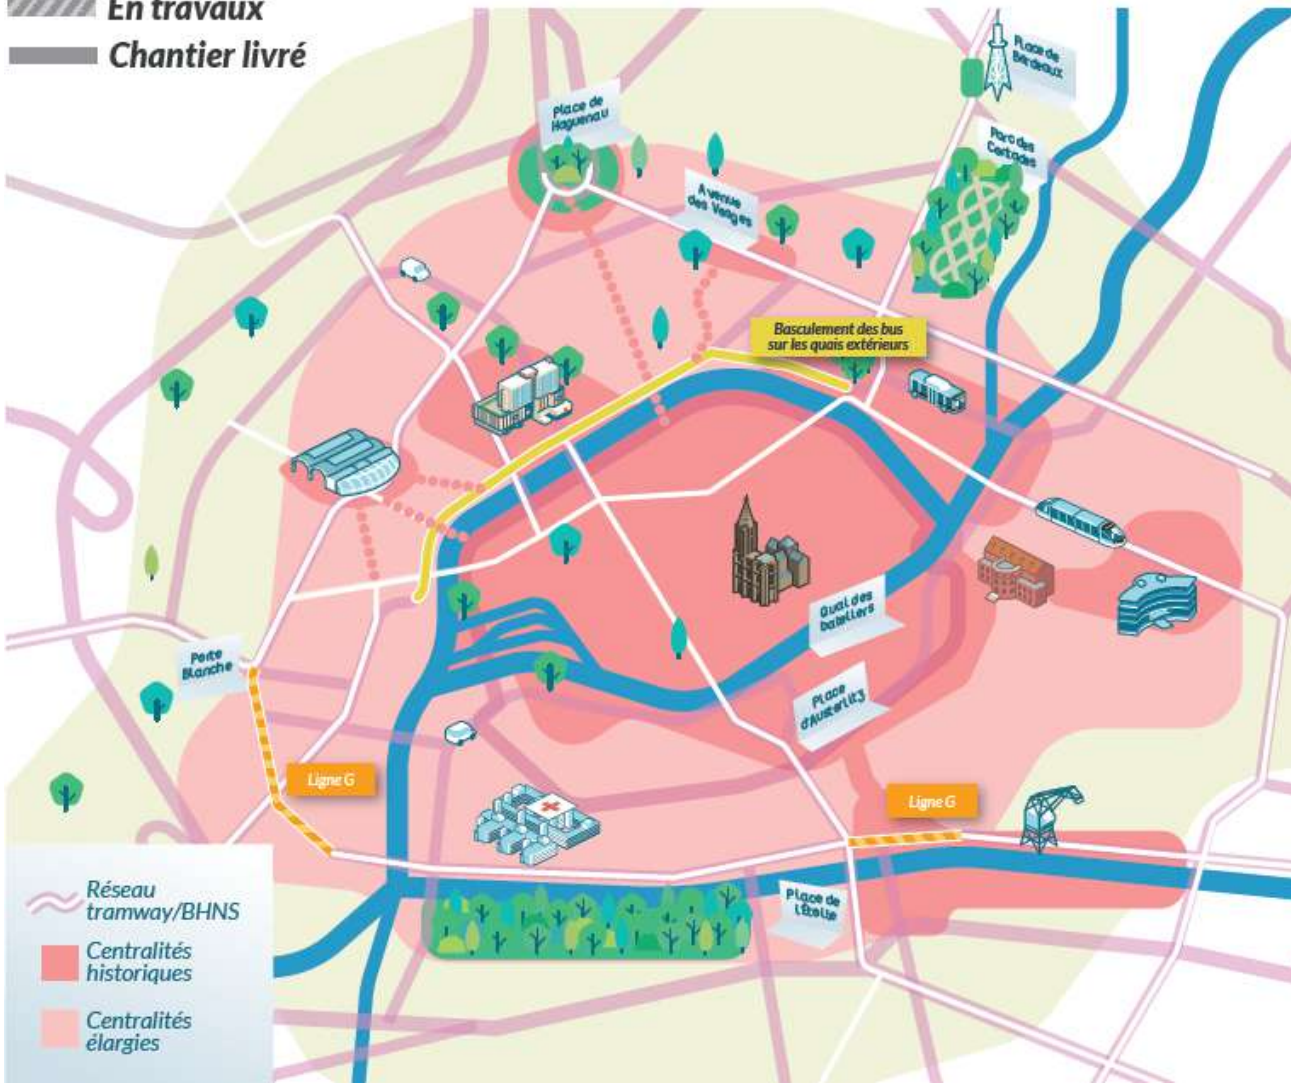 En travaux
Chantier livré
Place de
Bordeaux
Place de
Haguenau
Parc des
Contades
Avenue
des Vosges
Basculement des bus
sur les quais extérieurs
Quai des
bateliers
Porte
Blanche
Place
d'Austerlitz
Ligne G
Ligne G
Place de
l'Étoile
Réseau
tramway/BHNS
Centralités
historiques
Centralités
élargies